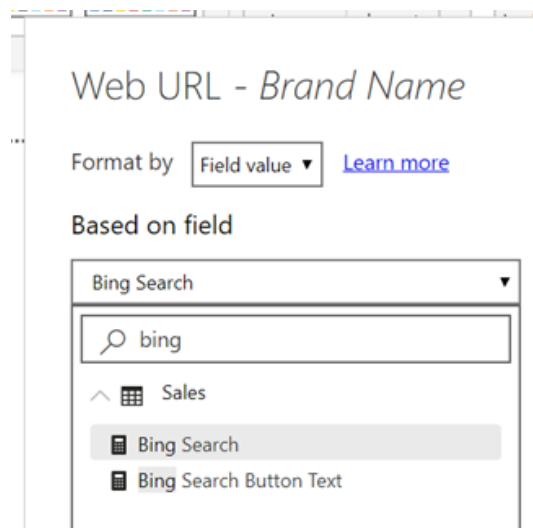 Web URL - Brand Name
Format by Field value Learn more
Based on field
Bing Search
bing
Sales
Bing Search
Bing Search Button Text